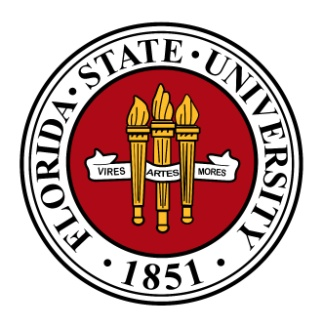 FLORIDA · STATE · UNIVERSITY
· 1851 ·
VIRES ARTES MORES